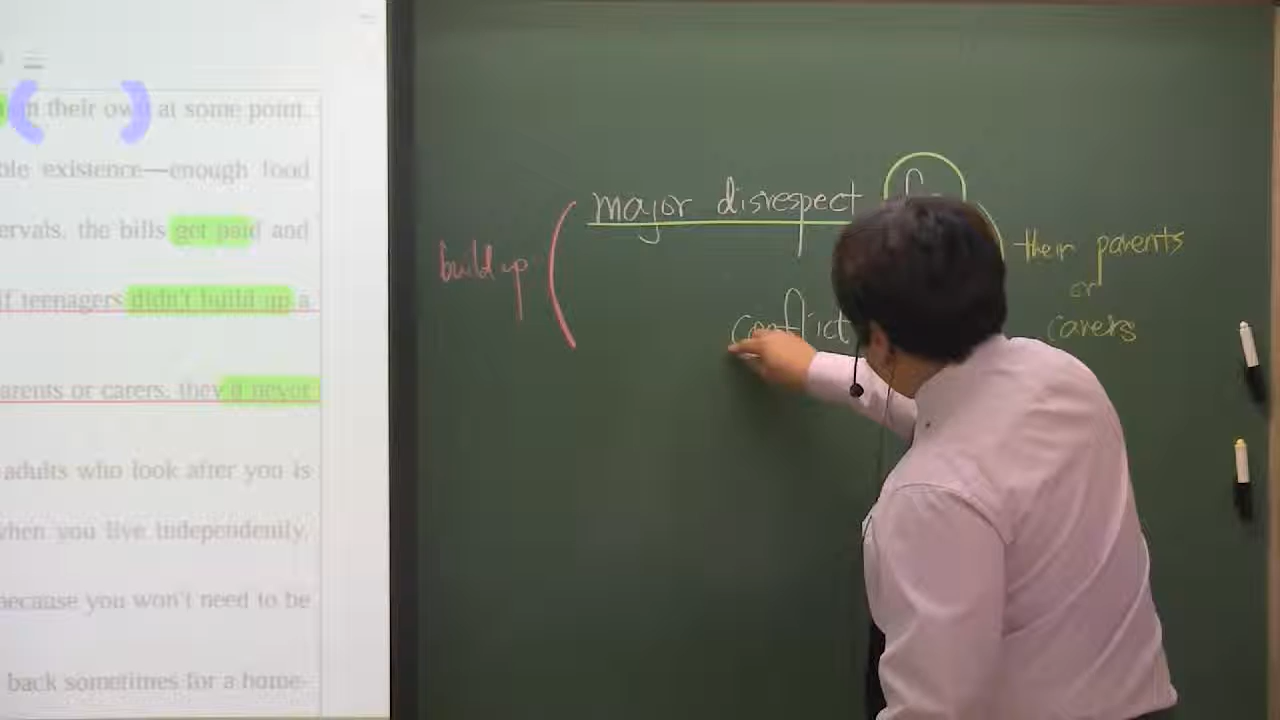 their own at some point.
ble existence—enough food
ervals, the bills get paid and
if teenagers didn't build up a
arents or carers, they'd never
adults who look after you is
when you live independently,
because you won't need to be
back sometimes for a home-
build up
major disrespect
conflict
their parents
or
carers